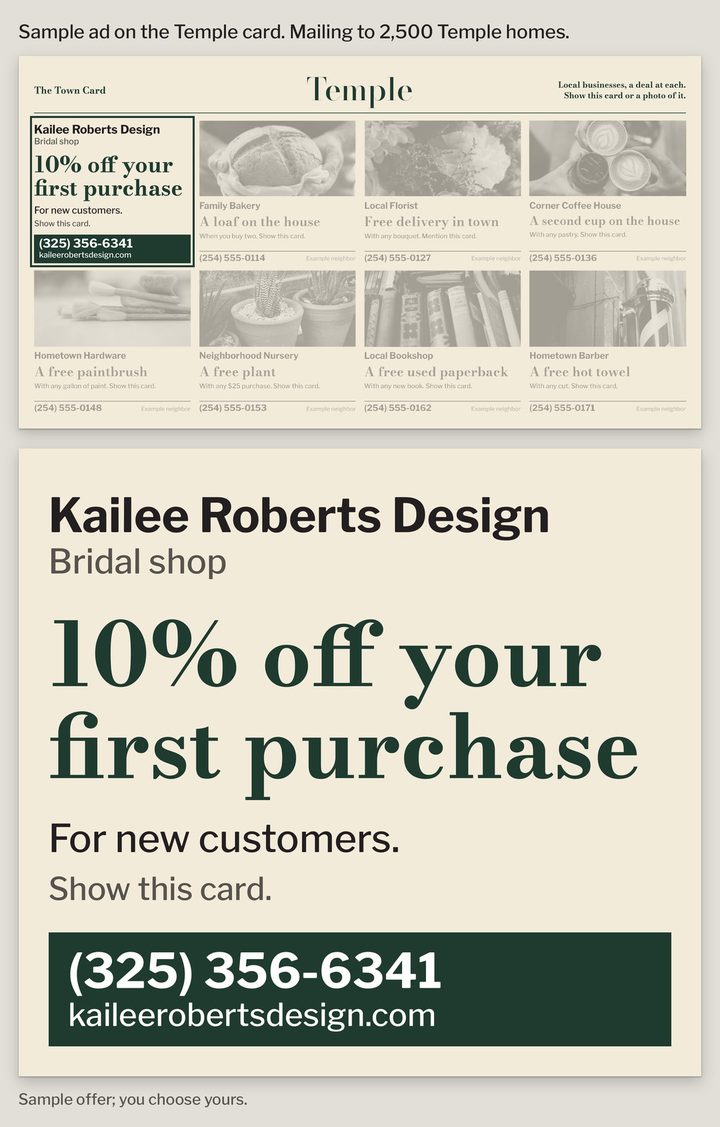 Sample ad on the Temple card. Mailing to 2,500 Temple homes.
The Town Card
Temple
Local businesses, a deal at each.
Show this card or a photo of it.
Kailee Roberts Design
Bridal shop
10% off your
first purchase
For new customers.
Show this card.
(325) 356-6341
kaileerobertsdesign.com
Family Bakery
A loaf on the house
When you buy two. Show this card.
(254) 555-0114
Example neighbor
Local Florist
Free delivery in town
With any bouquet. Mention this card.
(254) 555-0127
Example neighbor
Corner Coffee House
A second cup on the house
With any pastry. Show this card.
(254) 555-0136
Example neighbor
Hometown Hardware
A free paintbrush
With any gallon of paint. Show this card.
(254) 555-0148
Example neighbor
Neighborhood Nursery
A free plant
With any $25 purchase. Show this card.
(254) 555-0153
Example neighbor
Local Bookshop
A free used paperback
With any new book. Show this card.
(254) 555-0162
Example neighbor
Hometown Barber
A free hot towel
With any cut. Show this card.
(254) 555-0171
Example neighbor
Kailee Roberts Design
Bridal shop
10% off your
first purchase
For new customers.
Show this card.
(325) 356-6341
kaileerobertsdesign.com
Sample offer; you choose yours.